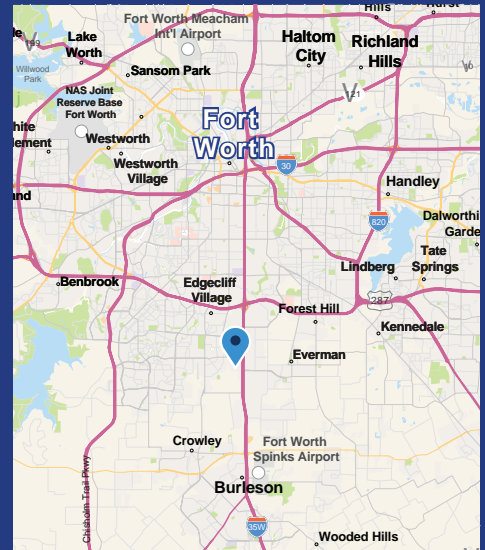 Hills
Hurst
Fort Worth Meacham
Int'l Airport
Lake
Worth
199
Haltom
City
Richland
Hills
Willwood
Park
Sansom Park
NAS Joint
Reserve Base
Fort Worth
121
Fort
Worth
hite
lement
Westworth
Westworth
Village
30
Handley
nd
820
Dalworthi
Garde
Tate
Springs
Lindberg
Benbrook
Edgecliff
Village
287
Forest Hill
Kennedale
Everman
Crowley
Fort Worth
Spinks Airport
Burleson
Chisholm Trail Pkwy
35W
Wooded Hills